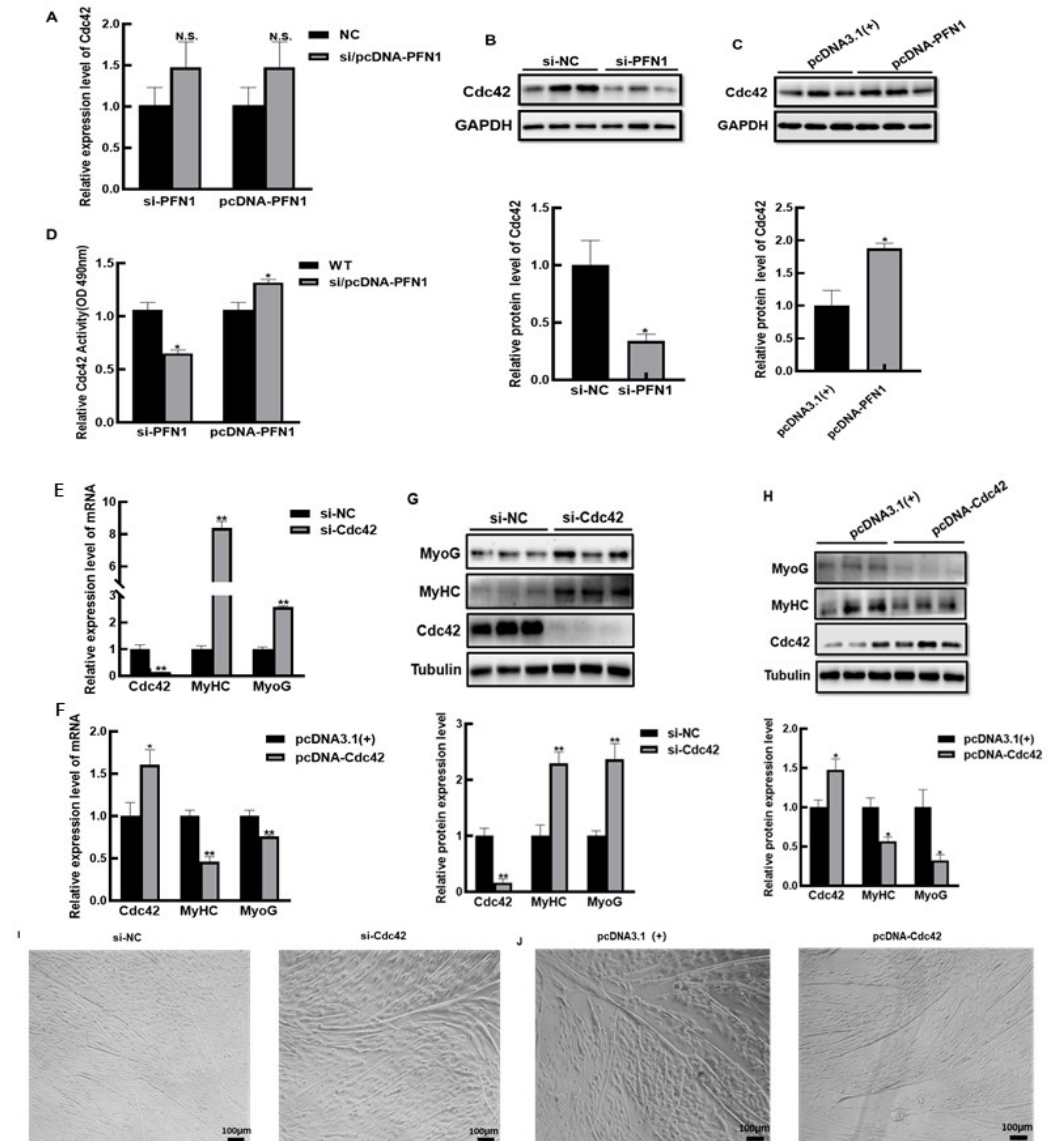 A
Relative expression level of Cdc42
2.0
1.5
1.0
0.5
0.0
N.S.
N.S.
NC
si/pcDNA-PFN1
si-PFN1
pcDNA-PFN1
B
si-NC
si-PFN1
Cdc42
GAPDH
Relative protein level of Cdc42
1.5
1.0
0.5
0.0
*
si-NC
si-PFN1
C
pcDNA3.1(+)
pcDNA-PFN1
Cdc42
GAPDH
Relative protein level of Cdc42
2.5
2.0
1.5
1.0
0.5
0.0
*
pcDNA3.1(+)
pcDNA-PFN1
D
Relative Cdc42 Activity(OD 490nm)
1.5
1.0
0.5
0.0
*
*
WT
si/pcDNA-PFN1
si-PFN1
pcDNA-PFN1
E
Relative expression level of mRNA
10
8
6
3
2
1
0
**
**
**
si-NC
si-Cdc42
Cdc42
MyHC
MyoG
F
Relative expression level of mRNA
2.0
1.5
1.0
0.5
0.0
*
**
**
pcDNA3.1(+)
pcDNA-Cdc42
Cdc42
MyHC
MyoG
G
si-NC
si-Cdc42
MyoG
MyHC
Cdc42
Tubulin
Relative protein expression level
3
2
1
0
**
**
**
si-NC
si-Cdc42
Cdc42
MyHC
MyoG
H
pcDNA3.1(+)
pcDNA-Cdc42
MyoG
MyHC
Cdc42
Tubulin
Relative protein expression level
2.0
1.5
1.0
0.5
0.0
*
*
*
pcDNA3.1(+)
pcDNA-Cdc42
Cdc42
MyHC
MyoG
I
si-NC
100μm
si-Cdc42
100μm
J
pcDNA3.1 (+)
100μm
pcDNA-Cdc42
100μm